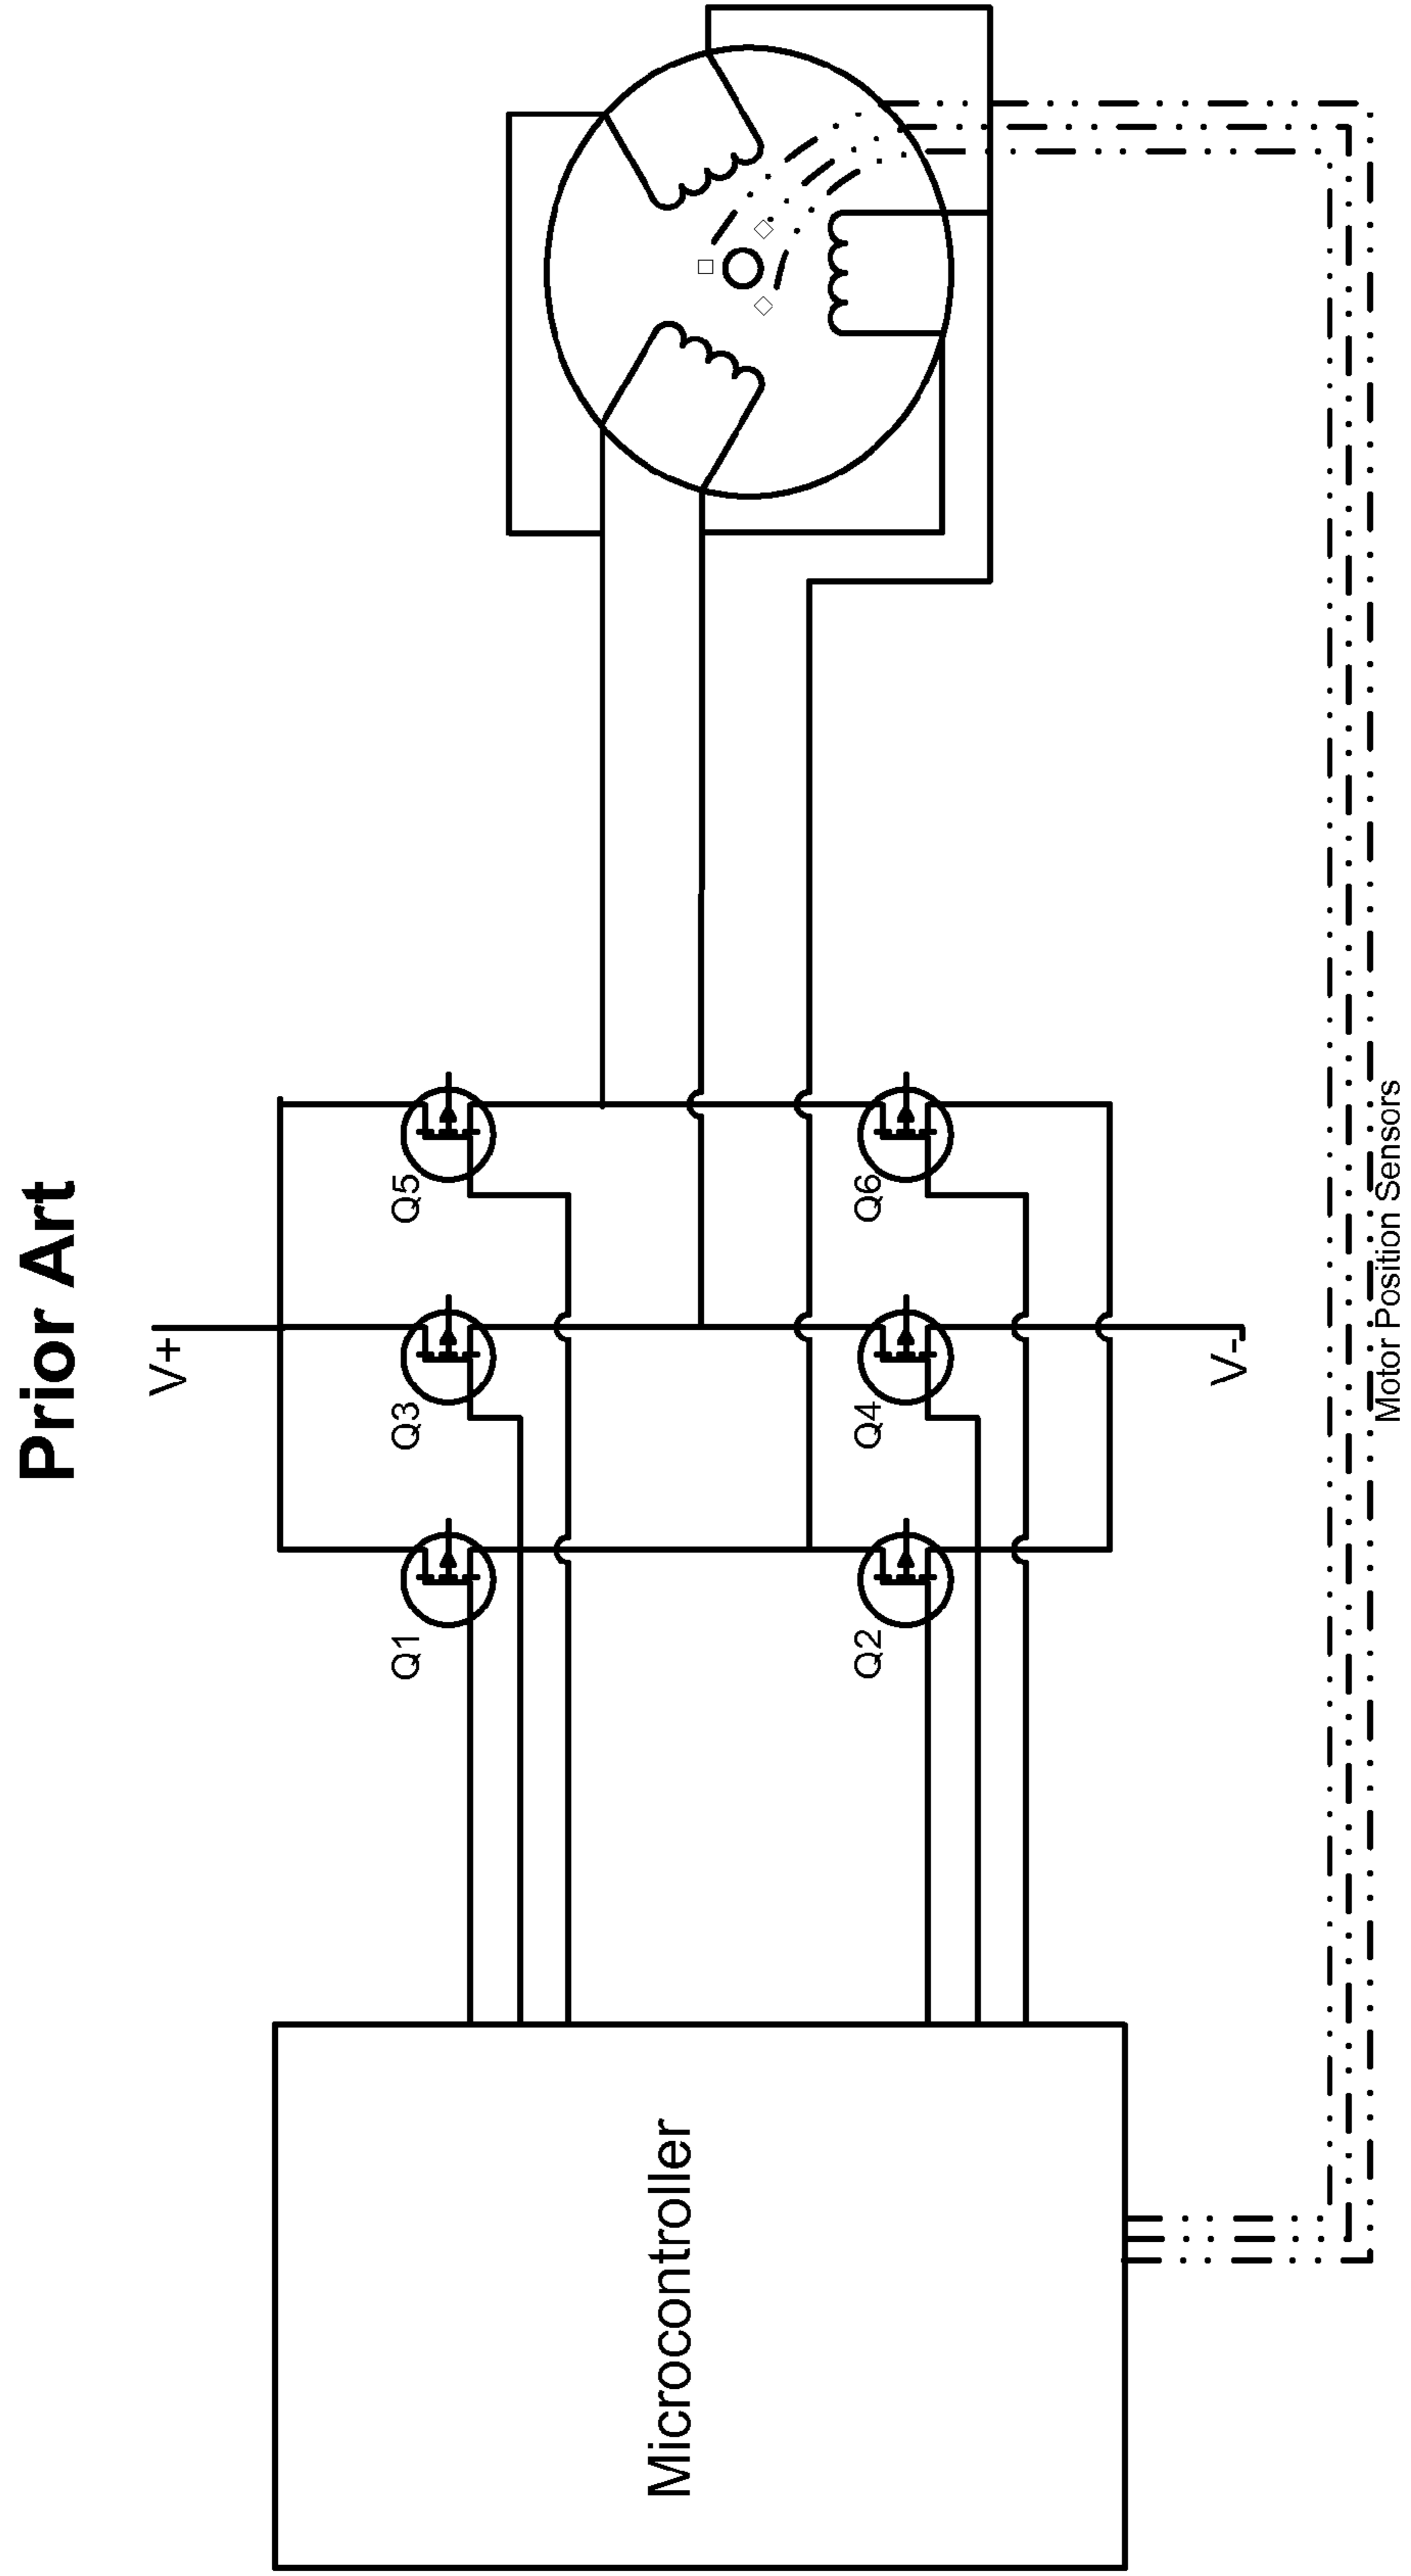 Prior Art
V+
Q1
Q3
Q5
Q2
Q4
Q6
V-
Microcontroller
Motor Position Sensors